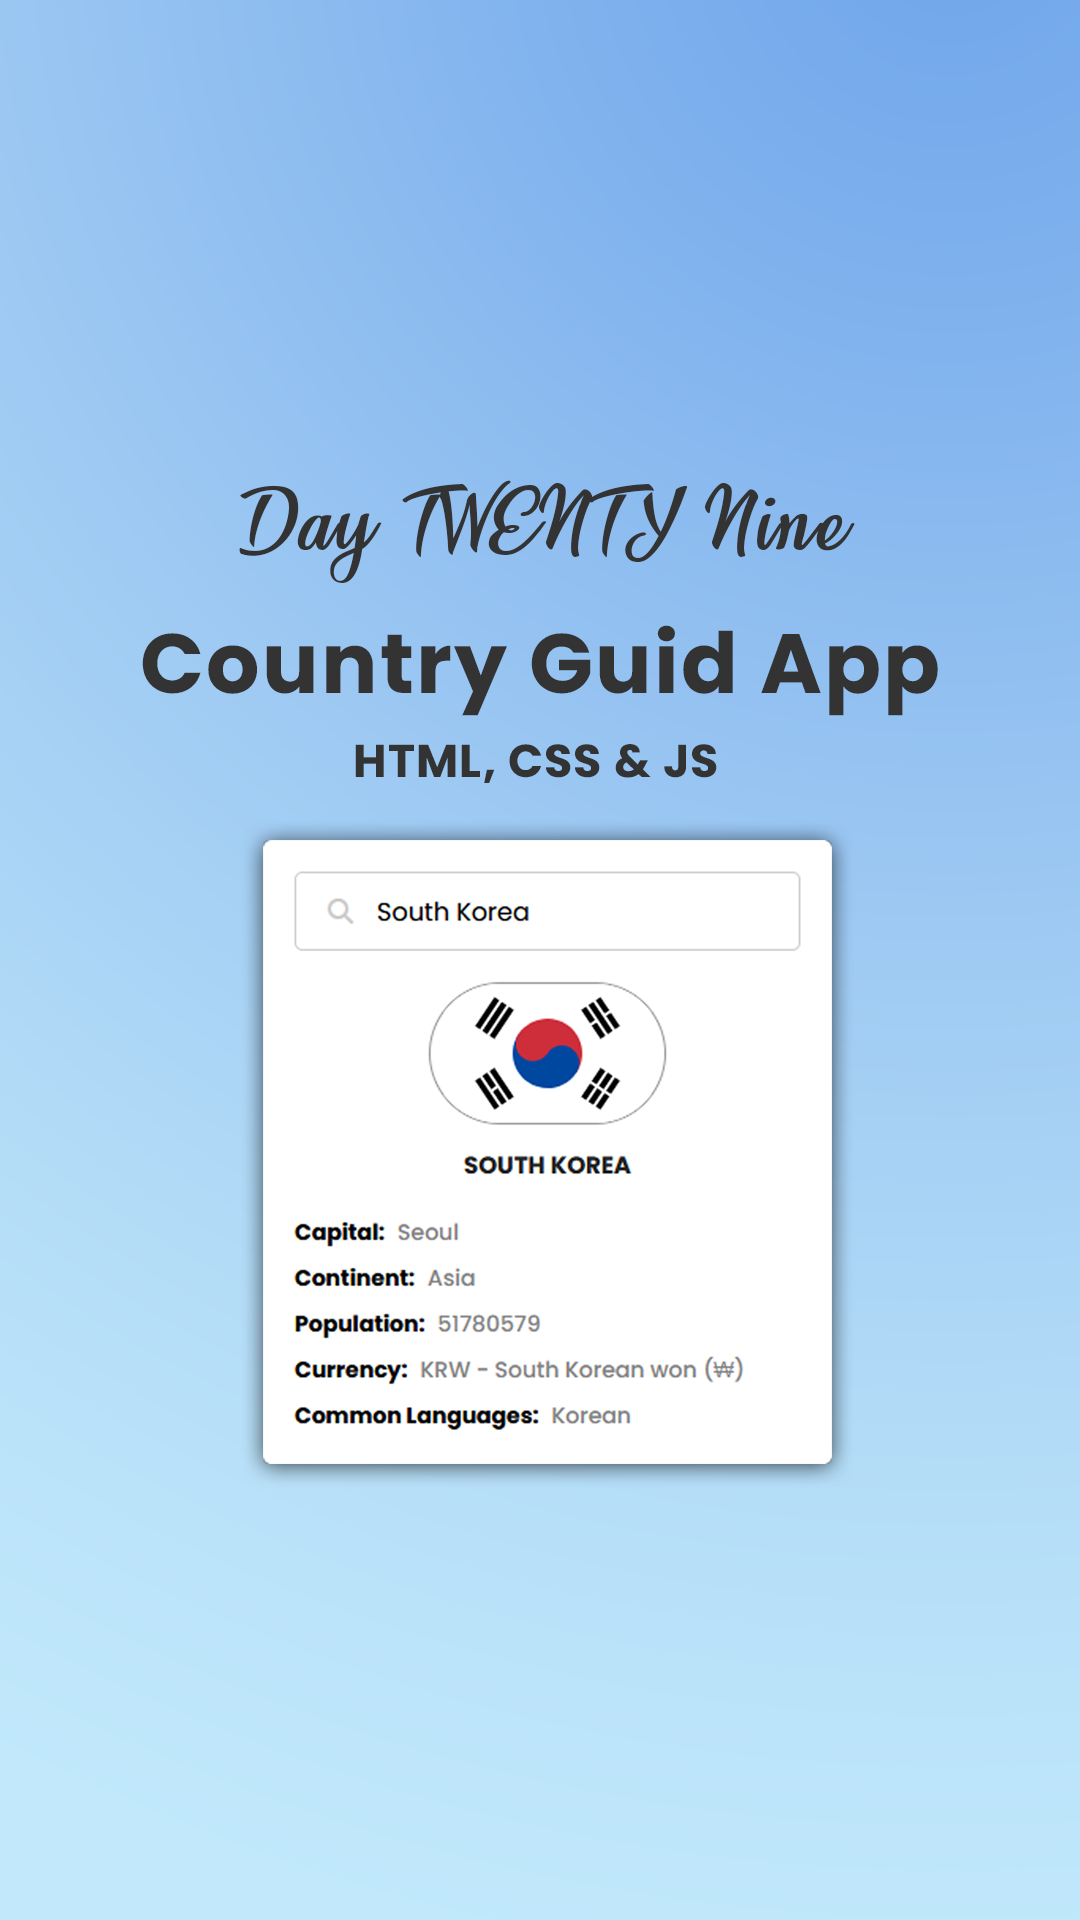 Day TWENTY Nine
Country Guid App
HTML, CSS & JS
South Korea
SOUTH KOREA
Capital: Seoul
Continent: Asia
Population: 51780579
Currency: KRW - South Korean won (₩)
Common Languages: Korean